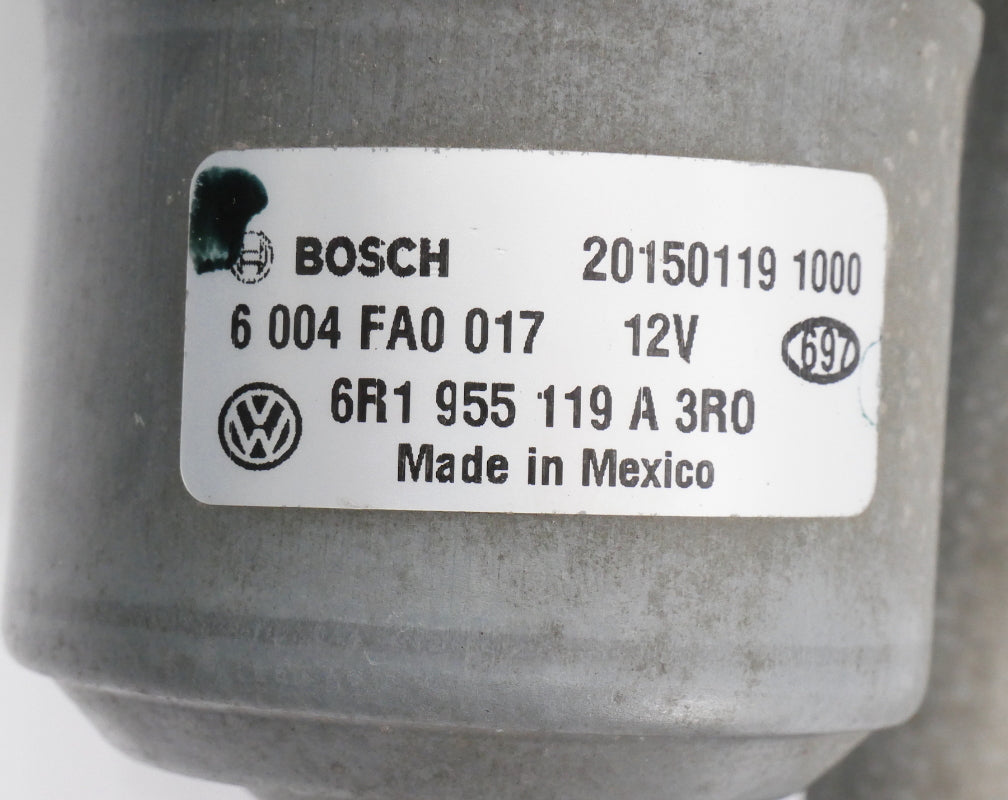 BOSCH 20150119 1000
6 004 FA0 017 12V 697
6R1 955 119 A 3R0
Made in Mexico